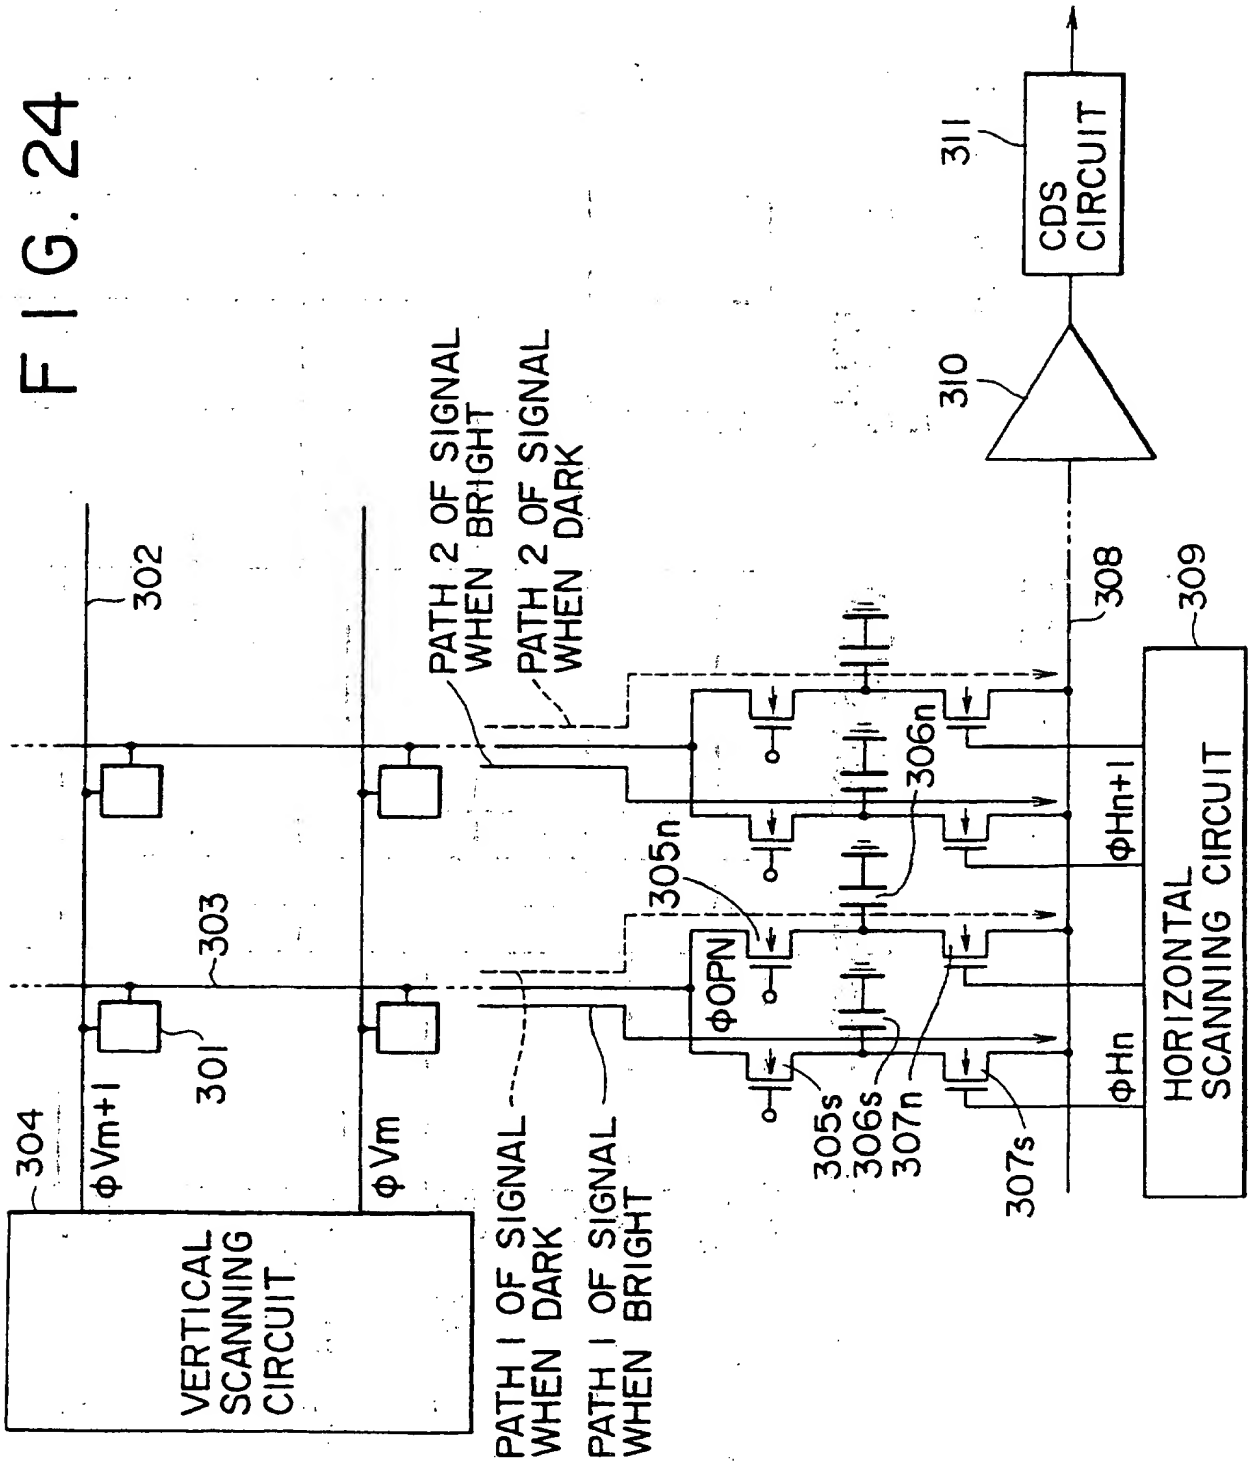 FIG. 24
304
VERTICAL
SCANNING
CIRCUIT
φVm+1
φVm
301
302
303
PATH 1 OF SIGNAL
WHEN DARK
PATH 1 OF SIGNAL
WHEN BRIGHT
PATH 2 OF SIGNAL
WHEN BRIGHT
PATH 2 OF SIGNAL
WHEN DARK
φOPN
305n
305s
306s
307n
306n
307s
φHn
φHn+1
308
309
HORIZONTAL
SCANNING CIRCUIT
310
311
CDS
CIRCUIT